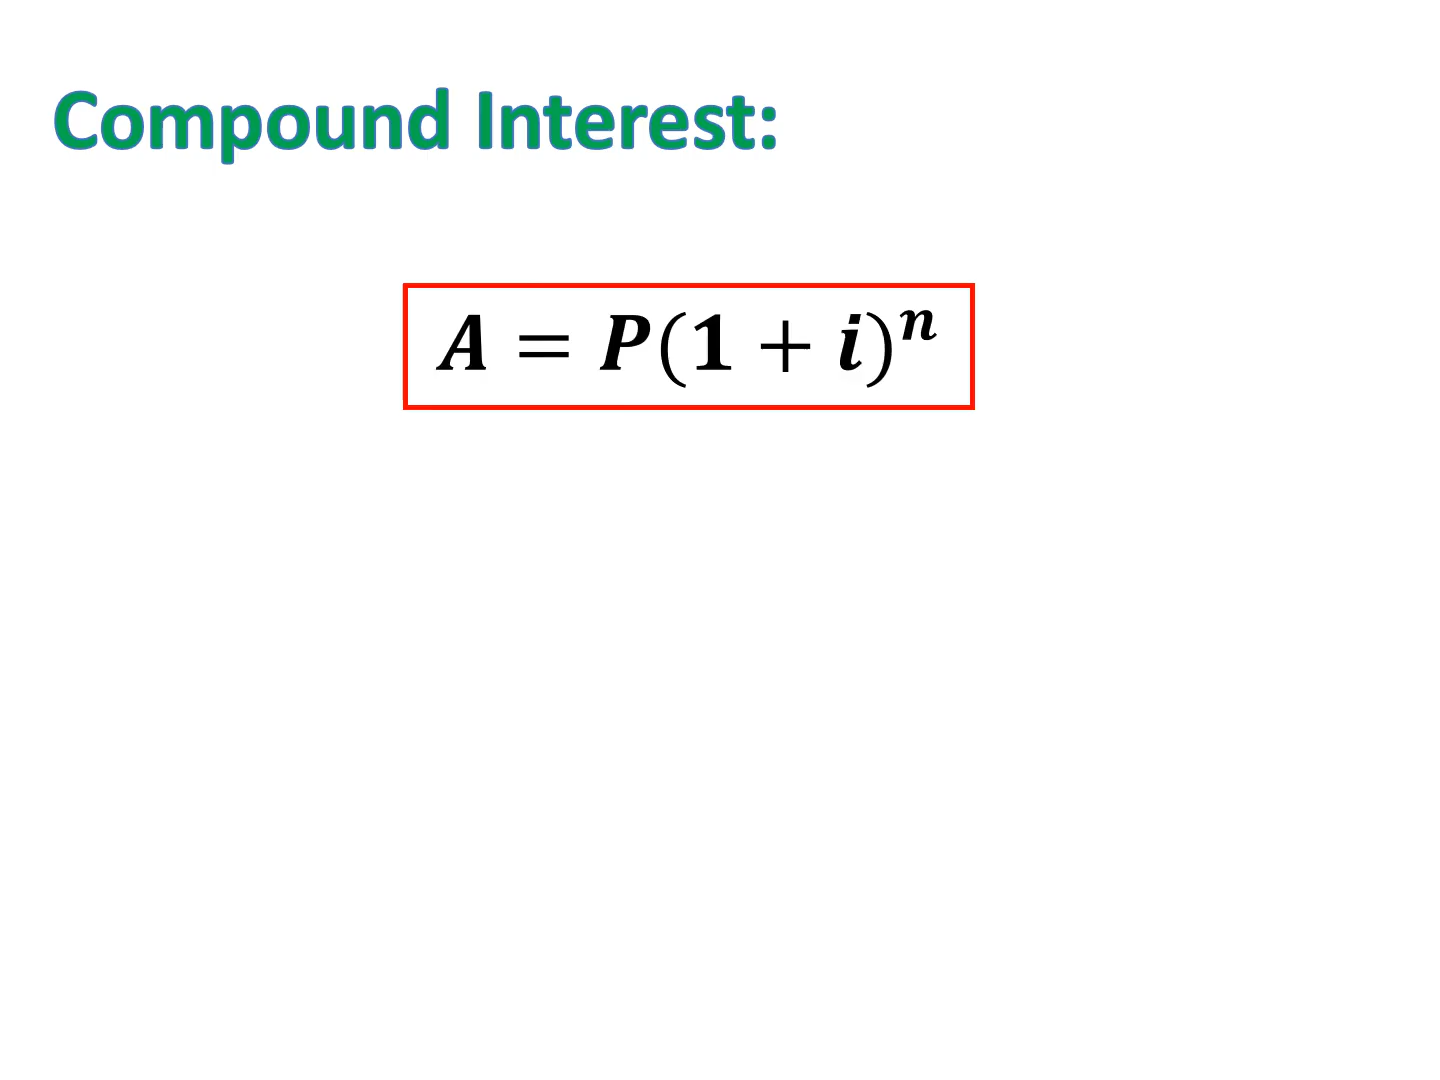 Compound Interest:
A = P(1 + i)ⁿ